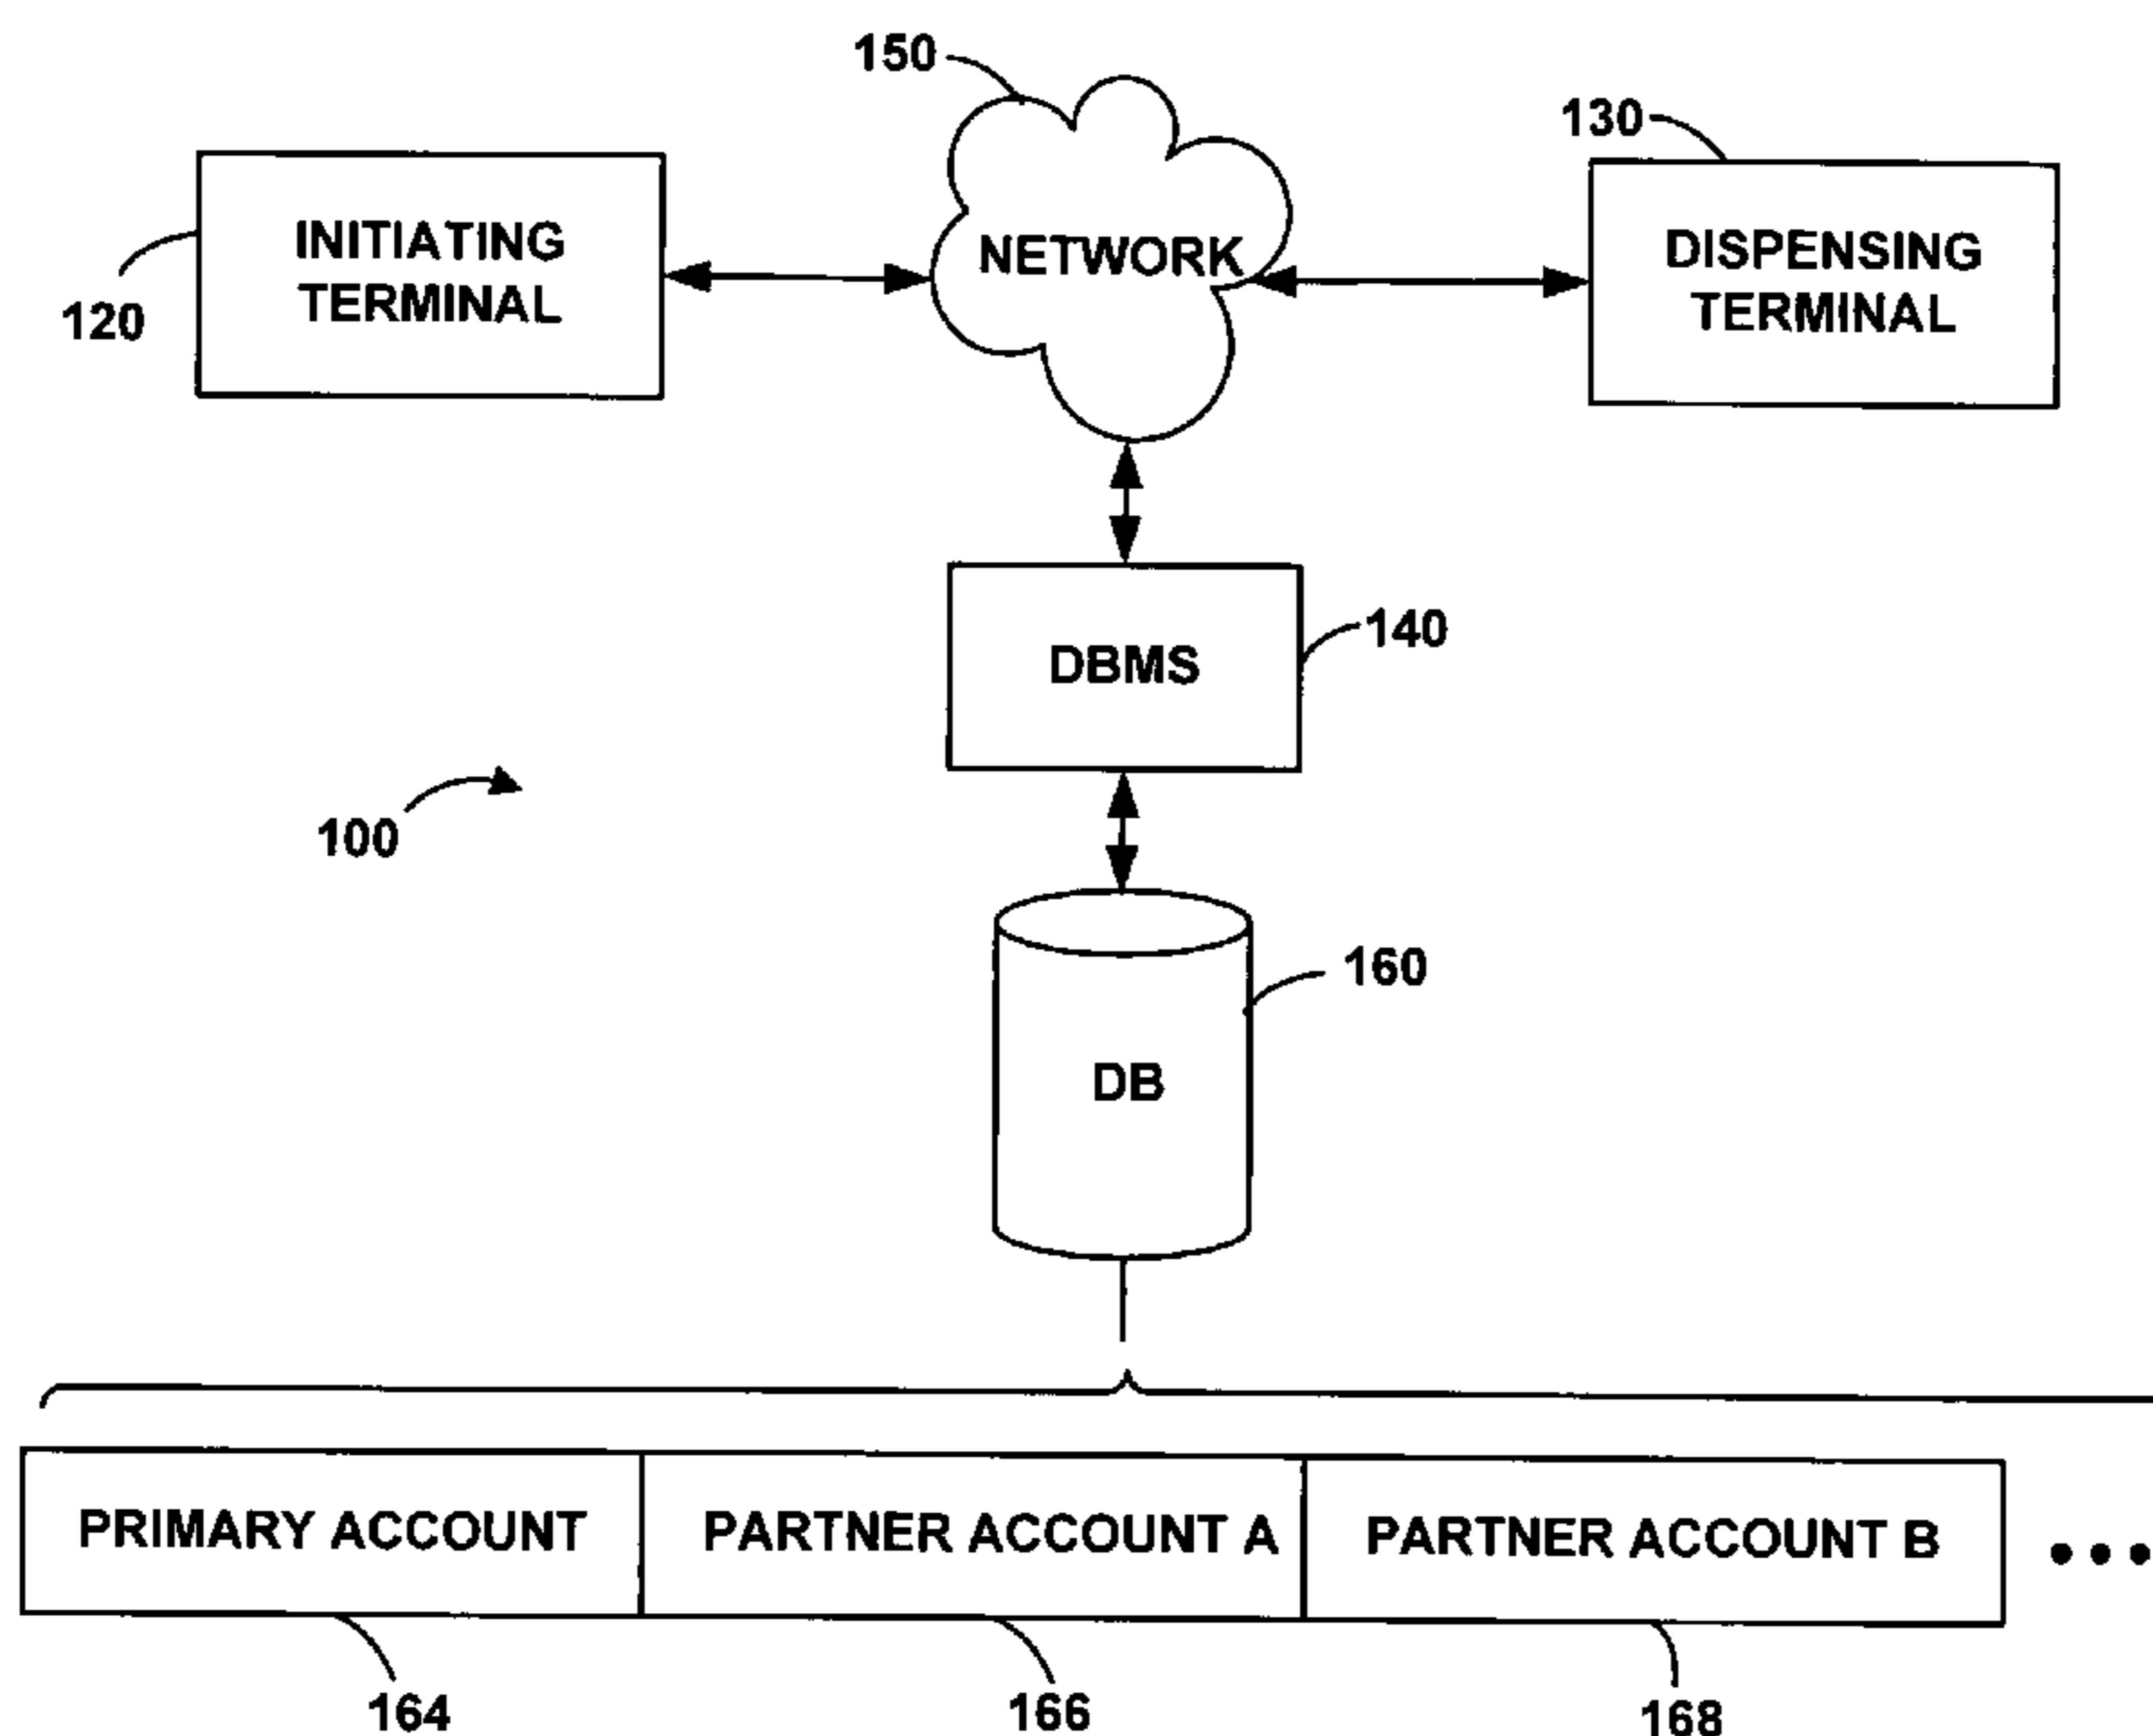 150
130
INITIATING
TERMINAL
NETWORK
DISPENSING
TERMINAL
120
DBMS
140
100
160
DB
PRIMARY ACCOUNT
PARTNER ACCOUNT A
PARTNER ACCOUNT B
• • •
164
166
168